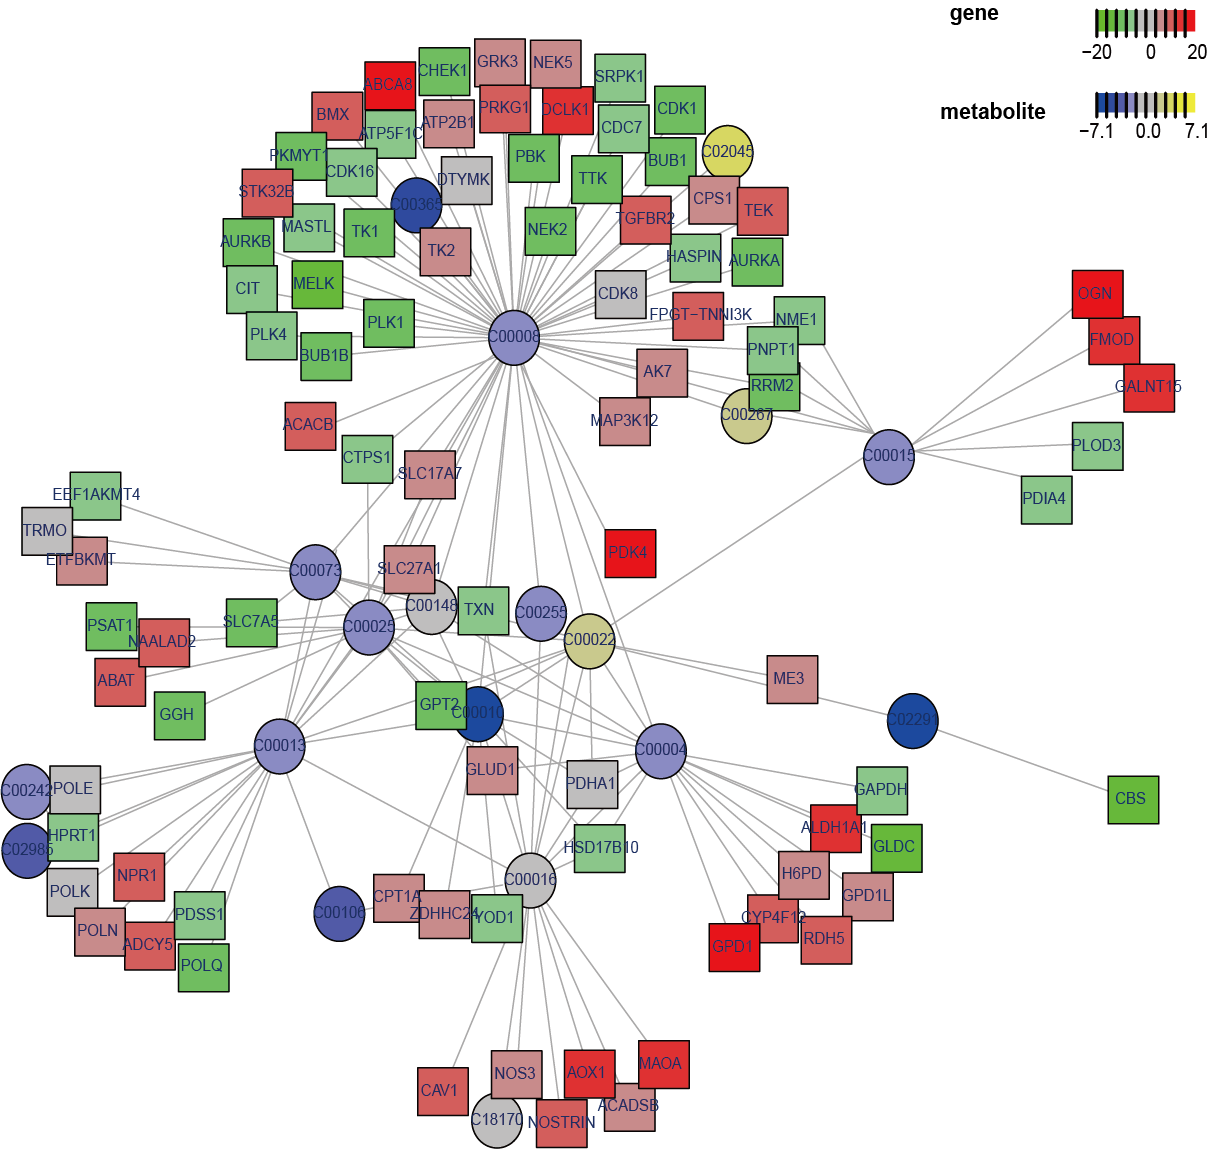 gene
−20 0 20
metabolite
−7.1 0.0 7.1
GRK3
NEK5
CHEK1
SRPK1
ABCA8
PRKG1
DCLK1
CDK1
BMX
ATP2B1
ATP5F1C
CDC7
C02045
PKMYT1
PBK
BUB1
CDK16
DTYMK
TTK
STK32B
C00365
CPS1
TEK
TGFBR2
MASTL
TK1
NEK2
AURKB
TK2
HASPIN
AURKA
CIT
MELK
CDK8
FPGT−TNNI3K
NME1
OGN
PLK4
PLK1
C00008
FMOD
BUB1B
PNPT1
AK7
RRM2
GALNT15
C00267
MAP3K12
ACACB
CTPS1
C00015
PLOD3
SLC17A7
EEF1AKMT4
PDIA4
TRMO
ETFBKMT
PDK4
C00073
SLC27A1
C00148
TXN
C00255
PSAT1
SLC7A5
C00025
NAALAD2
C00022
ABAT
ME3
GGH
GPT2
C00010
C02291
C00013
C00004
GLUD1
C00242
POLE
PDHA1
GAPDH
CBS
HPRT1
ALDH1A1
C02985
HSD17B10
GLDC
NPR1
H6PD
POLK
C00016
CPT1A
GPD1L
C00106
ZDHHC24
YOD1
PDSS1
CYP4F12
POLN
ADCY5
RDH5
GPD1
POLQ
MAOA
NOS3
AOX1
CAV1
ACADSB
C18170
NOSTRIN